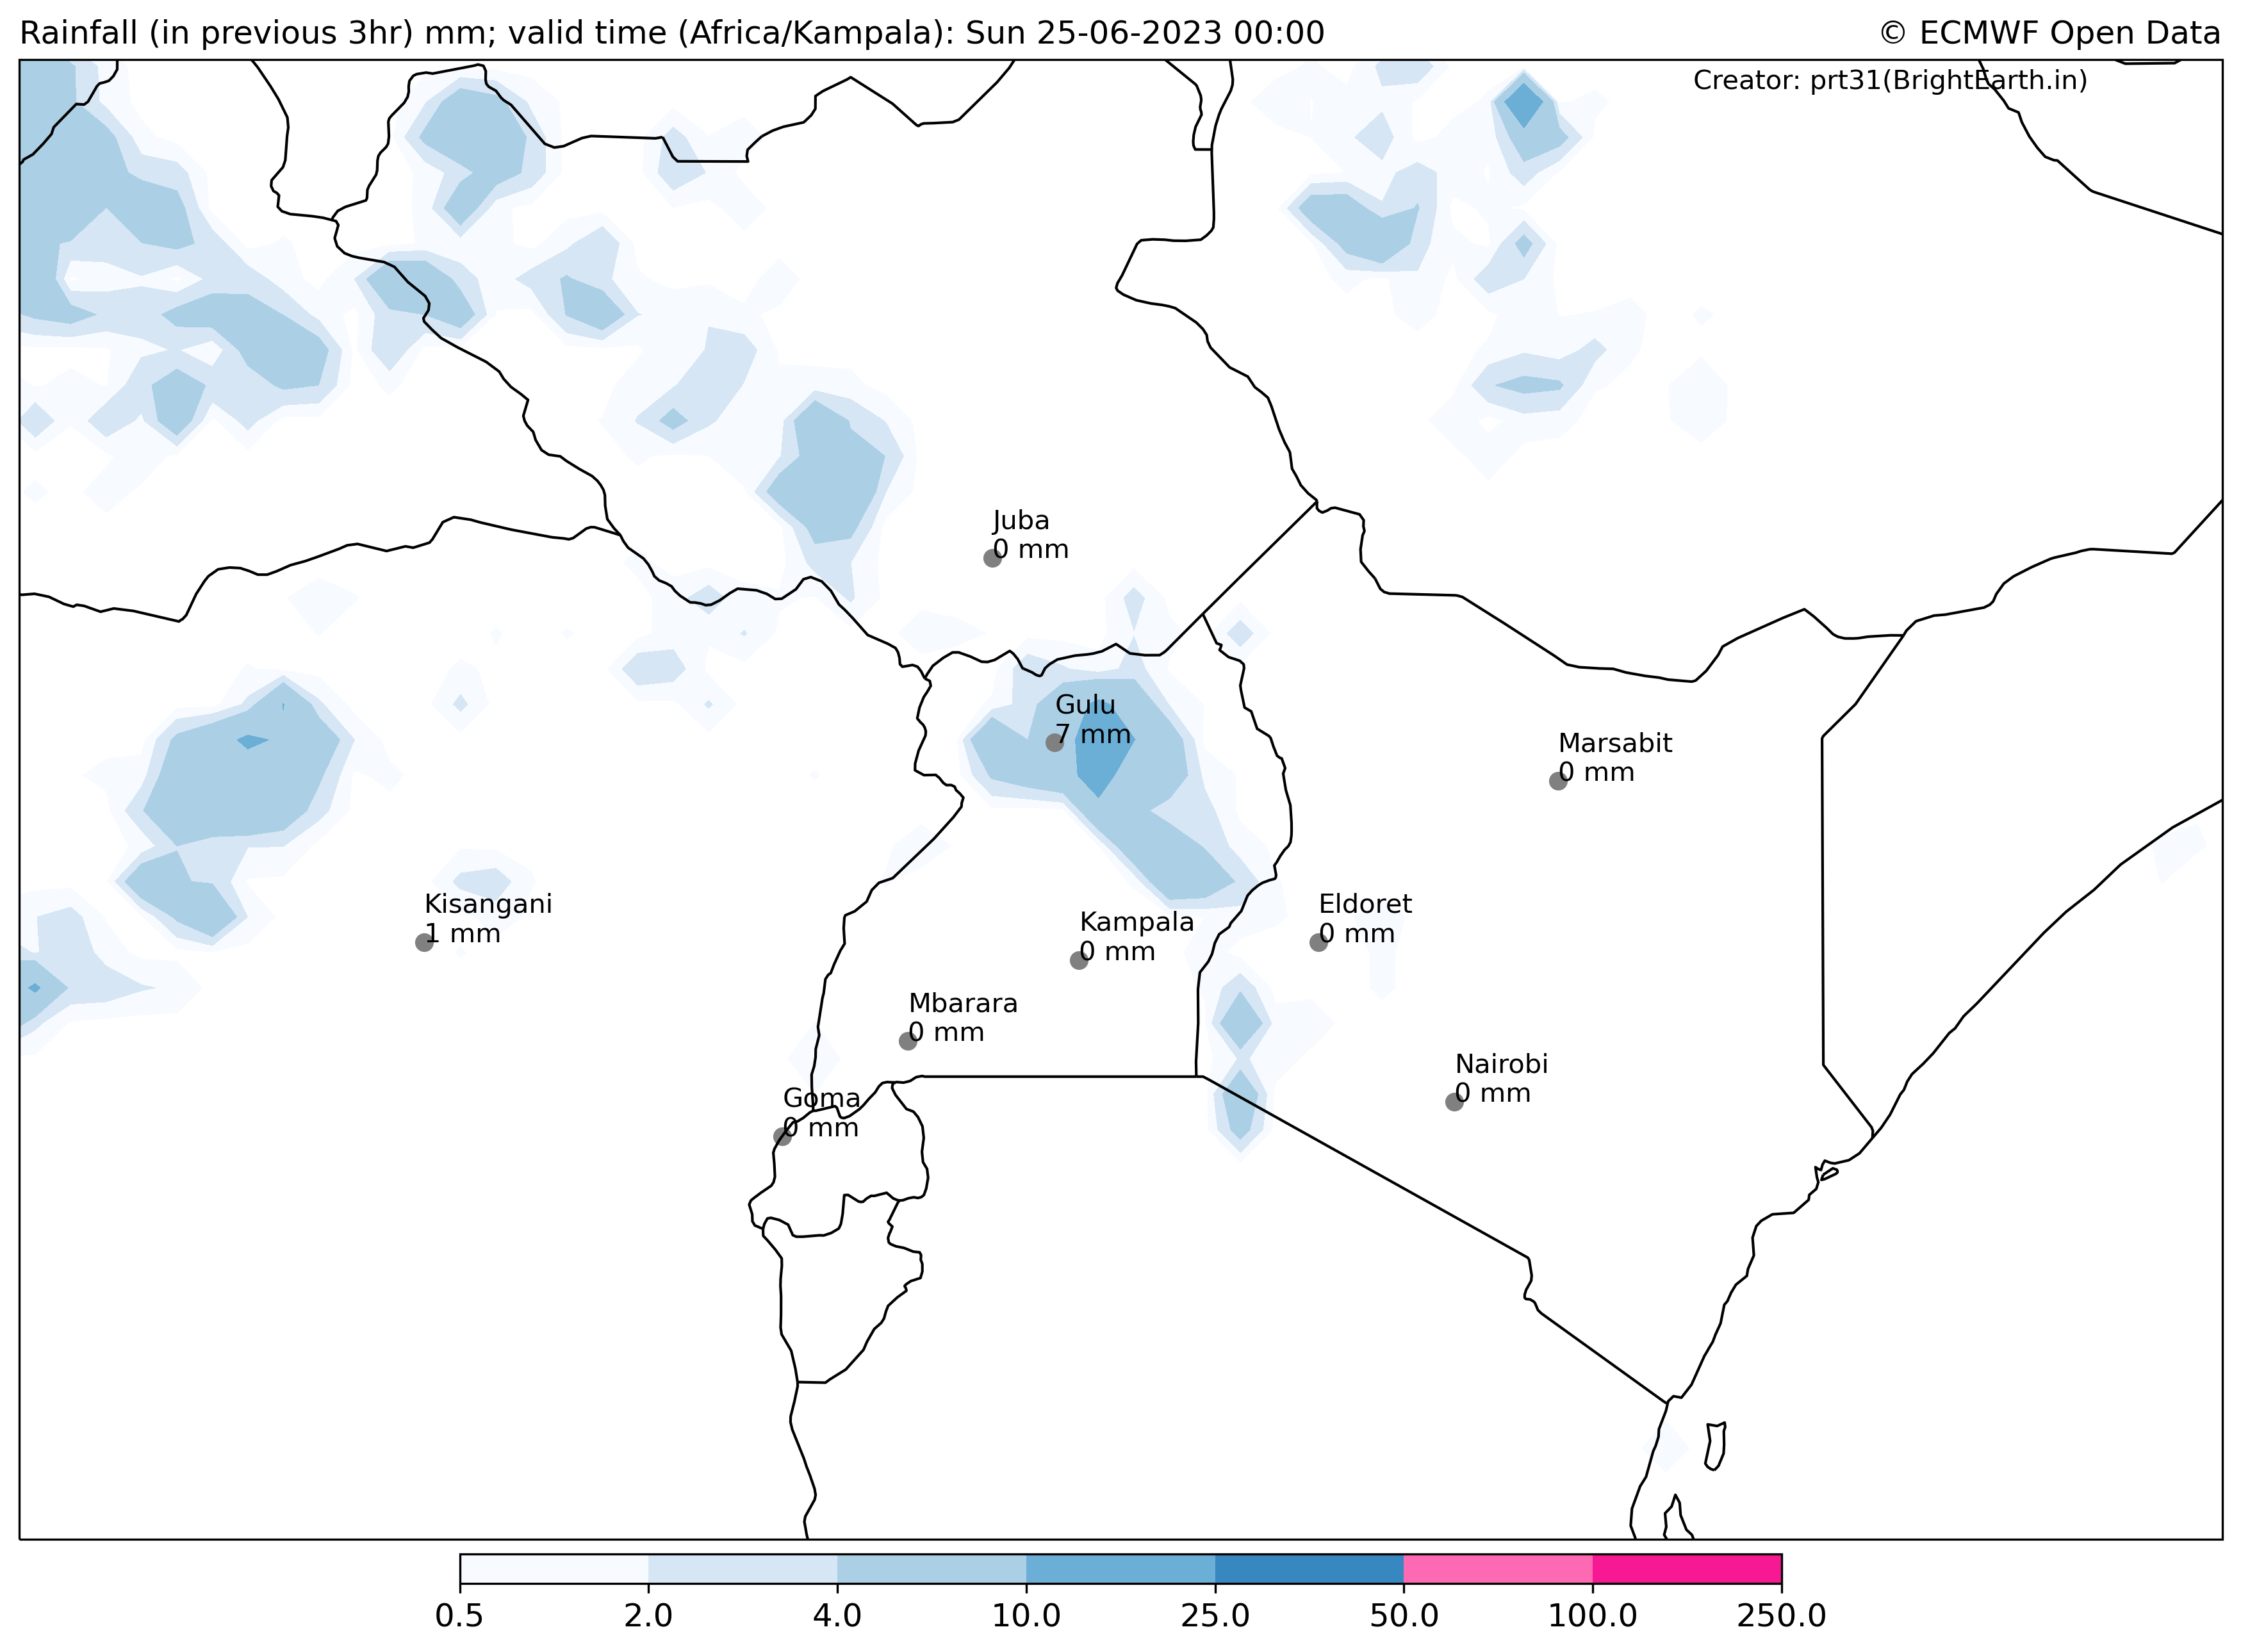 Rainfall (in previous 3hr) mm; valid time (Africa/Kampala): Sun 25-06-2023 00:00
© ECMWF Open Data
Creator: prt31(BrightEarth.in)
Juba
0 mm
Gulu
7 mm
Marsabit
0 mm
Kisangani
1 mm
Eldoret
0 mm
Kampala
0 mm
Mbarara
0 mm
Nairobi
0 mm
Goma
0 mm
0.5 2.0 4.0 10.0 25.0 50.0 100.0 250.0